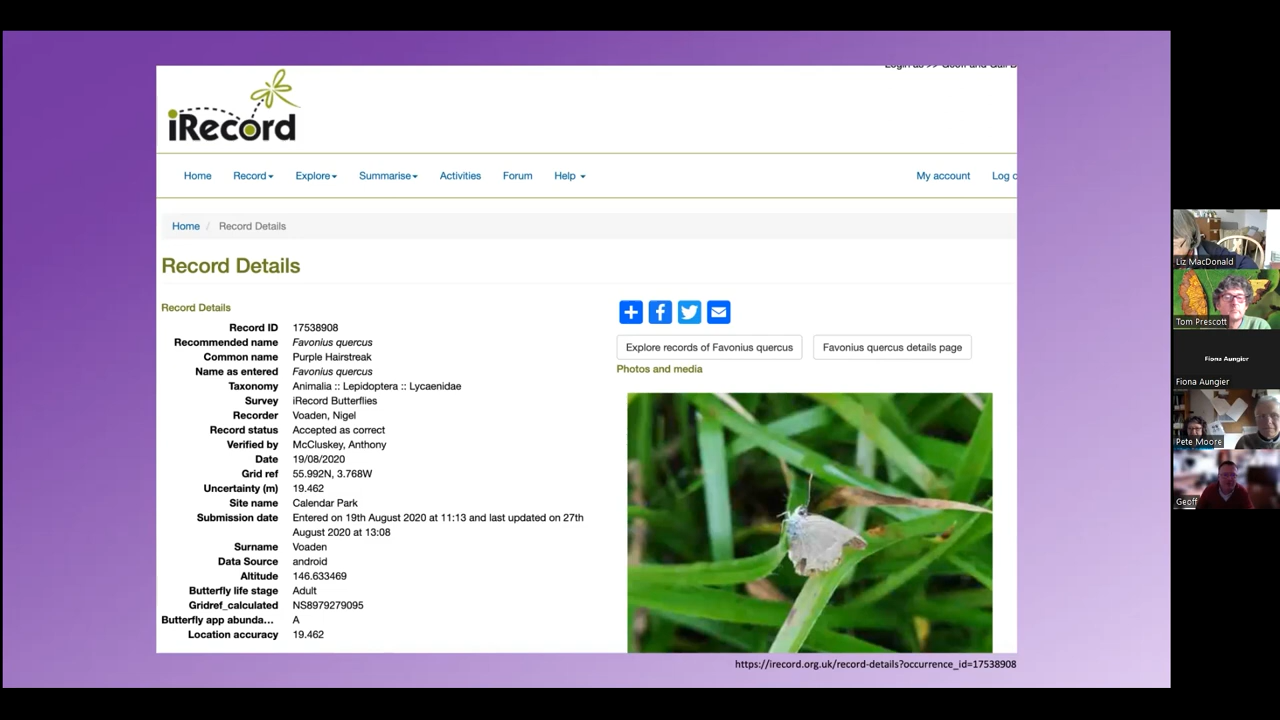 Login as >> Geoff and Gail B
iRecord
Home Record Explore Summarise Activities Forum Help My account Log o
Home / Record Details
Record Details
Record Details
Record ID 17538908
Recommended name Favonius quercus
Common name Purple Hairstreak
Name as entered Favonius quercus
Taxonomy Animalia :: Lepidoptera :: Lycaenidae
Survey iRecord Butterflies
Recorder Voaden, Nigel
Record status Accepted as correct
Verified by McCluskey, Anthony
Date 19/08/2020
Grid ref 55.992N, 3.768W
Uncertainty (m) 19.462
Site name Calendar Park
Submission date Entered on 19th August 2020 at 11:13 and last updated on 27th
August 2020 at 13:08
Surname Voaden
Data Source android
Altitude 146.633469
Butterfly life stage Adult
Gridref_calculated NS8979279095
Butterfly app abunda... A
Location accuracy 19.462
Explore records of Favonius quercus Favonius quercus details page
Photos and media
https://irecord.org.uk/record-details?occurrence_id=17538908
Liz MacDonald
Tom Prescott
Fiona Aungier
Fiona Aungier
Pete Moore
Geoff